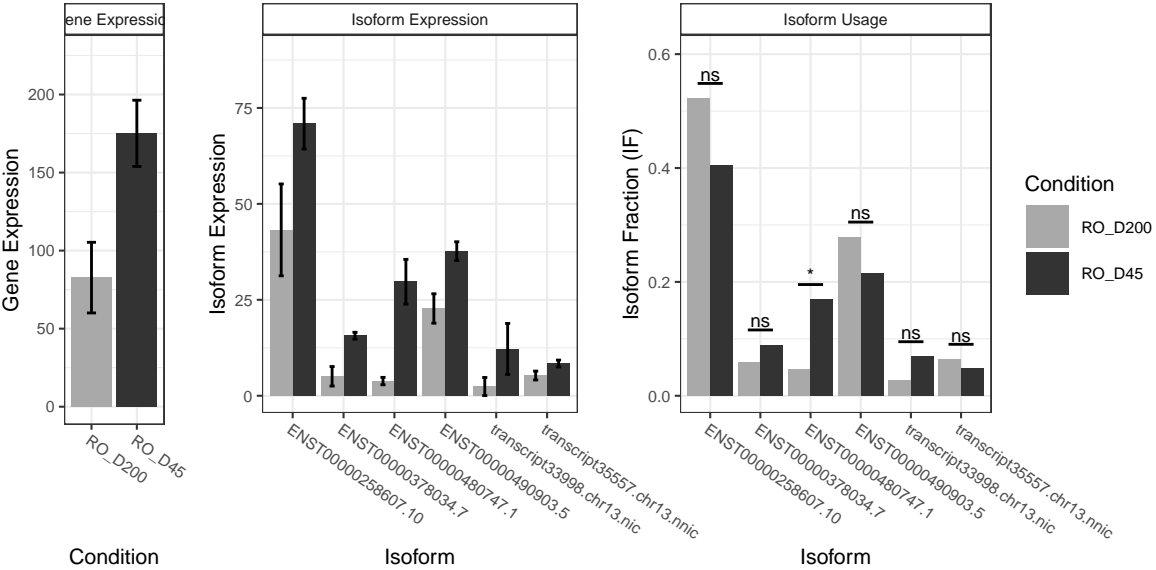 ene Expressio
Gene Expression
200
150
100
50
0
RO_D200
RO_D45
Condition
Isoform Expression
Isoform Expression
75
50
25
0
ENST00000258607.10
ENST00000378034.7
ENST00000480747.1
ENST00000490903.5
transcript33998.chr13.nic
transcript35557.chr13.nnic
Isoform
Isoform Usage
Isoform Fraction (IF)
0.6
0.4
0.2
0.0
ns
ns
*
ns
ns
ns
ENST00000258607.10
ENST00000378034.7
ENST00000480747.1
ENST00000490903.5
transcript33998.chr13.nic
transcript35557.chr13.nnic
Isoform
Condition
RO_D200
RO_D45